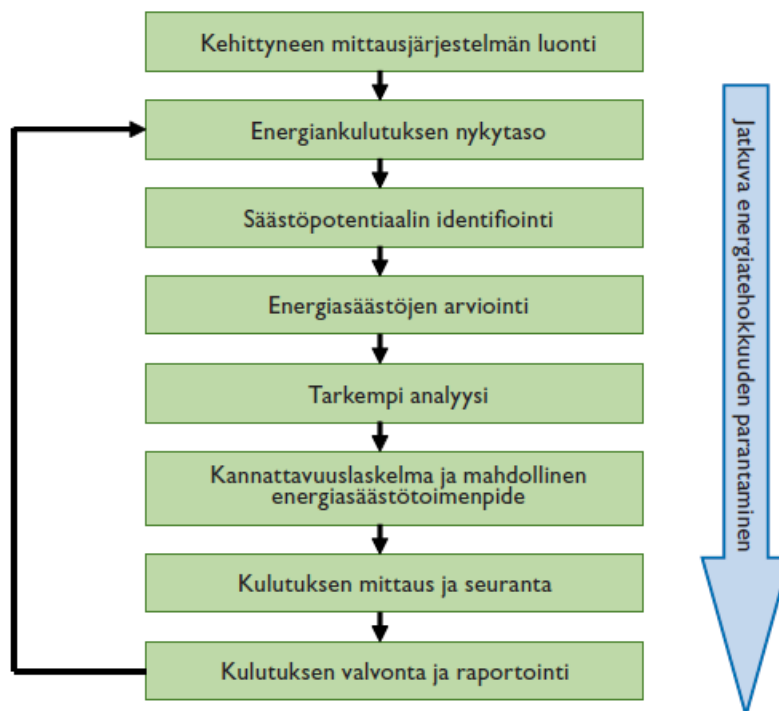 Kehittyneen mittausjärjestelmän luonti
Energiankulutuksen nykytaso
Säästöpotentiaalin identifiointi
Energiasäästöjen arviointi
Tarkempi analyysi
Kannattavuuslaskelma ja mahdollinen
energiasäästötoimenpide
Kulutuksen mittaus ja seuranta
Kulutuksen valvonta ja raportointi
Jatkuva energiatehokkuuden parantaminen